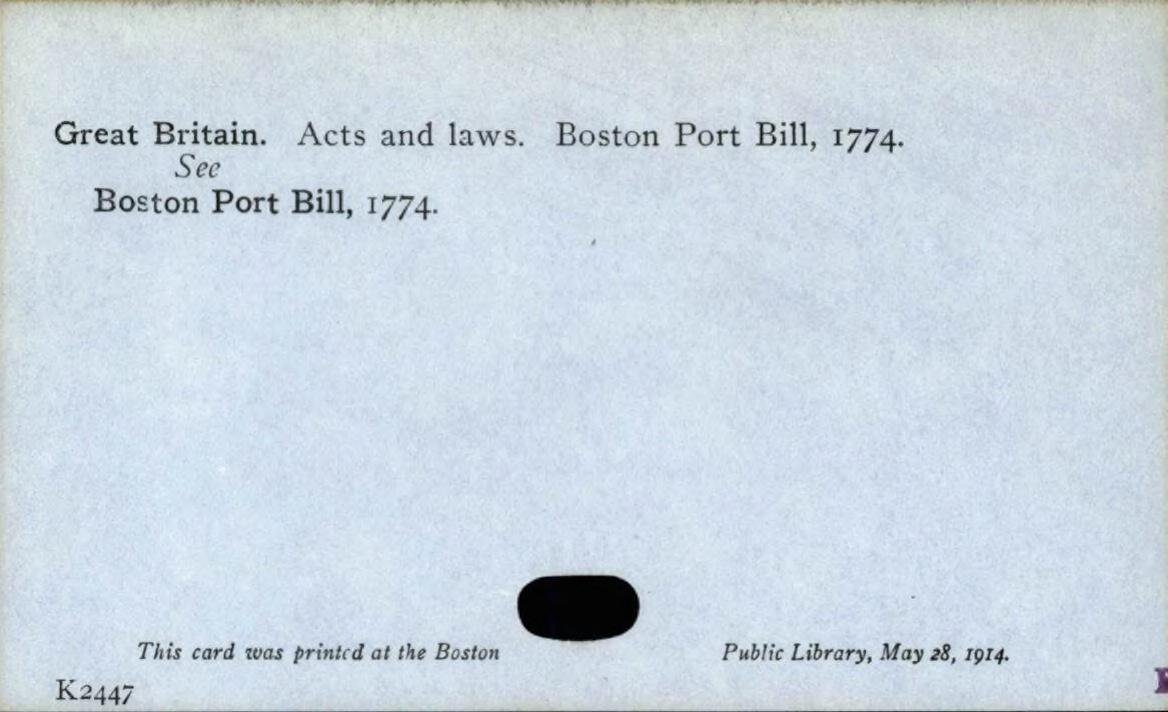 Great Britain. Acts and laws. Boston Port Bill, 1774.
See
Boston Port Bill, 1774.
This card was printed at the Boston Public Library, May 28, 1914.
K2447